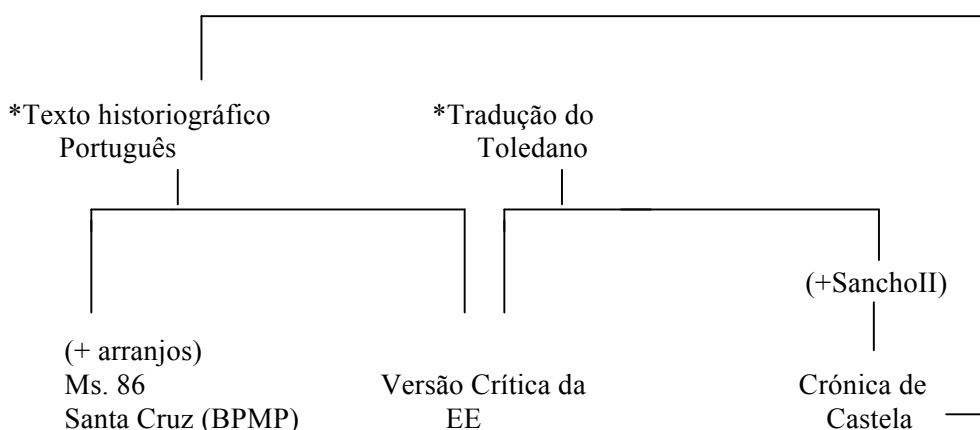 *Texto historiográfico
Português
*Tradução do
Toledano
(+SanchoII)
(+ arranjos)
Ms. 86
Santa Cruz (BPMP)
Versão Crítica da
EE
Crónica de
Castela